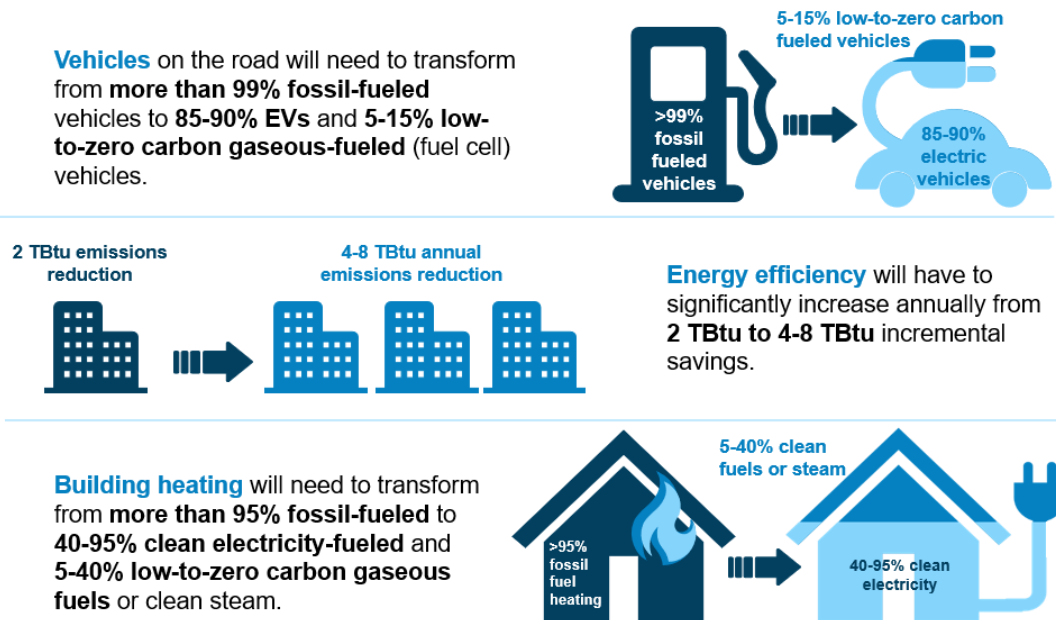 Vehicles on the road will need to transform
from more than 99% fossil-fueled
vehicles to 85-90% EVs and 5-15% low-
to-zero carbon gaseous-fueled (fuel cell)
vehicles.
>99%
fossil
fueled
vehicles
5-15% low-to-zero carbon
fueled vehicles
85-90%
electric
vehicles
2 TBtu emissions
reduction
4-8 TBtu annual
emissions reduction
Energy efficiency will have to
significantly increase annually from
2 TBtu to 4-8 TBtu incremental
savings.
Building heating will need to transform
from more than 95% fossil-fueled to
40-95% clean electricity-fueled and
5-40% low-to-zero carbon gaseous
fuels or clean steam.
>95%
fossil
fuel
heating
5-40% clean
fuels or steam
40-95% clean
electricity